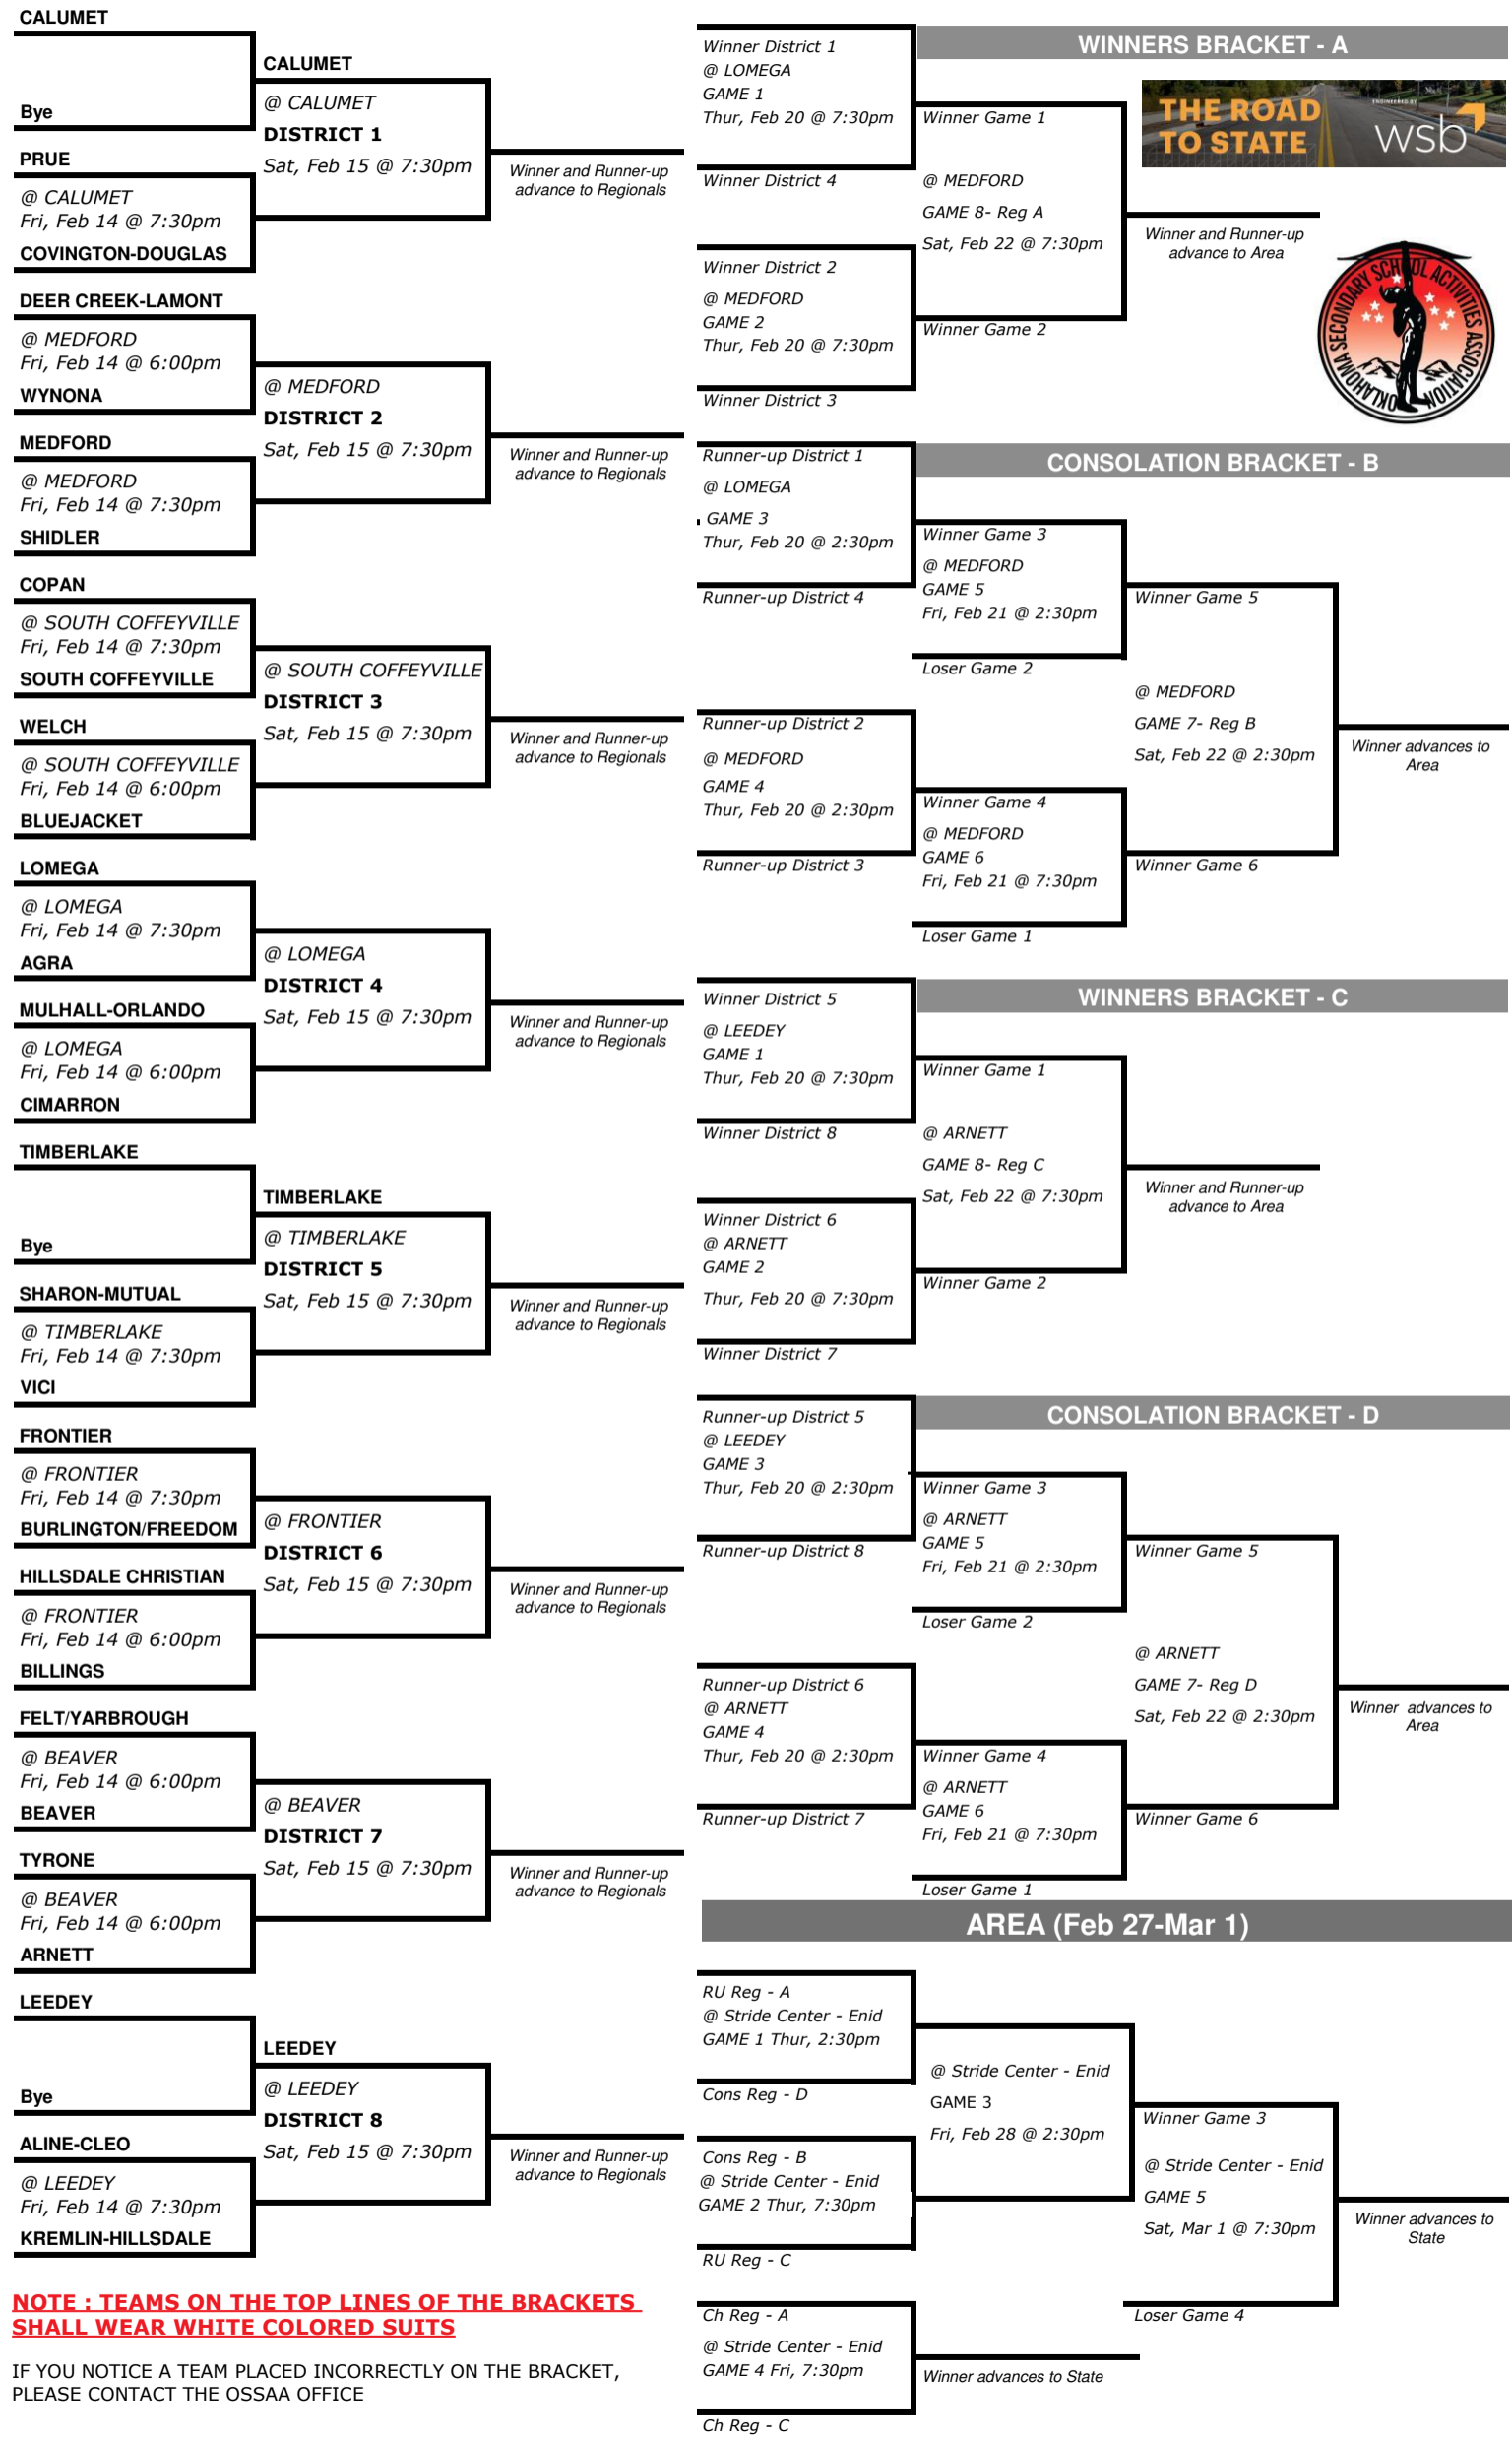 CALUMET
CALUMET
Bye
@ CALUMET
DISTRICT 1
Sat, Feb 15 @ 7:30pm
Winner and Runner-up
advance to Regionals
PRUE
@ CALUMET
Fri, Feb 14 @ 7:30pm
COVINGTON-DOUGLAS
DEER CREEK-LAMONT
@ MEDFORD
Fri, Feb 14 @ 6:00pm
WYNONA
@ MEDFORD
DISTRICT 2
Sat, Feb 15 @ 7:30pm
Winner and Runner-up
advance to Regionals
MEDFORD
@ MEDFORD
Fri, Feb 14 @ 7:30pm
SHIDLER
COPAN
@ SOUTH COFFEYVILLE
Fri, Feb 14 @ 7:30pm
SOUTH COFFEYVILLE
@ SOUTH COFFEYVILLE
DISTRICT 3
Sat, Feb 15 @ 7:30pm
Winner and Runner-up
advance to Regionals
WELCH
@ SOUTH COFFEYVILLE
Fri, Feb 14 @ 6:00pm
BLUEJACKET
LOMEGA
@ LOMEGA
Fri, Feb 14 @ 7:30pm
AGRA
@ LOMEGA
DISTRICT 4
Sat, Feb 15 @ 7:30pm
Winner and Runner-up
advance to Regionals
MULHALL-ORLANDO
@ LOMEGA
Fri, Feb 14 @ 6:00pm
CIMARRON
TIMBERLAKE
TIMBERLAKE
Bye
@ TIMBERLAKE
DISTRICT 5
Sat, Feb 15 @ 7:30pm
Winner and Runner-up
advance to Regionals
SHARON-MUTUAL
@ TIMBERLAKE
Fri, Feb 14 @ 7:30pm
VICI
FRONTIER
@ FRONTIER
Fri, Feb 14 @ 7:30pm
BURLINGTON/FREEDOM
@ FRONTIER
DISTRICT 6
Sat, Feb 15 @ 7:30pm
Winner and Runner-up
advance to Regionals
HILLSDALE CHRISTIAN
@ FRONTIER
Fri, Feb 14 @ 6:00pm
BILLINGS
FELT/YARBROUGH
@ BEAVER
Fri, Feb 14 @ 6:00pm
BEAVER
@ BEAVER
DISTRICT 7
Sat, Feb 15 @ 7:30pm
Winner and Runner-up
advance to Regionals
TYRONE
@ BEAVER
Fri, Feb 14 @ 6:00pm
ARNETT
LEEDEY
LEEDEY
Bye
@ LEEDEY
DISTRICT 8
Sat, Feb 15 @ 7:30pm
Winner and Runner-up
advance to Regionals
ALINE-CLEO
@ LEEDEY
Fri, Feb 14 @ 7:30pm
KREMLIN-HILLSDALE
NOTE : TEAMS ON THE TOP LINES OF THE BRACKETS
SHALL WEAR WHITE COLORED SUITS
IF YOU NOTICE A TEAM PLACED INCORRECTLY ON THE BRACKET,
PLEASE CONTACT THE OSSAA OFFICE
WINNERS BRACKET - A
THE ROAD
TO STATE
ENGINEERED BY
wsb
OKLAHOMA SECONDARY SCHOOL ACTIVITIES ASSOCIATION
Winner District 1
@ LOMEGA
GAME 1
Thur, Feb 20 @ 7:30pm
Winner District 4
Winner Game 1
@ MEDFORD
GAME 8- Reg A
Sat, Feb 22 @ 7:30pm
Winner and Runner-up
advance to Area
Winner District 2
@ MEDFORD
GAME 2
Thur, Feb 20 @ 7:30pm
Winner District 3
Winner Game 2
CONSOLATION BRACKET - B
Runner-up District 1
@ LOMEGA
GAME 3
Thur, Feb 20 @ 2:30pm
Runner-up District 4
Winner Game 3
@ MEDFORD
GAME 5
Fri, Feb 21 @ 2:30pm
Loser Game 2
Winner Game 5
@ MEDFORD
GAME 7- Reg B
Sat, Feb 22 @ 2:30pm
Winner advances to
Area
Runner-up District 2
@ MEDFORD
GAME 4
Thur, Feb 20 @ 2:30pm
Runner-up District 3
Winner Game 4
@ MEDFORD
GAME 6
Fri, Feb 21 @ 7:30pm
Loser Game 1
Winner Game 6
WINNERS BRACKET - C
Winner District 5
@ LEEDEY
GAME 1
Thur, Feb 20 @ 7:30pm
Winner District 8
Winner Game 1
@ ARNETT
GAME 8- Reg C
Sat, Feb 22 @ 7:30pm
Winner and Runner-up
advance to Area
Winner District 6
@ ARNETT
GAME 2
Thur, Feb 20 @ 7:30pm
Winner District 7
Winner Game 2
CONSOLATION BRACKET - D
Runner-up District 5
@ LEEDEY
GAME 3
Thur, Feb 20 @ 2:30pm
Runner-up District 8
Winner Game 3
@ ARNETT
GAME 5
Fri, Feb 21 @ 2:30pm
Loser Game 2
Winner Game 5
@ ARNETT
GAME 7- Reg D
Sat, Feb 22 @ 2:30pm
Winner advances to
Area
Runner-up District 6
@ ARNETT
GAME 4
Thur, Feb 20 @ 2:30pm
Runner-up District 7
Winner Game 4
@ ARNETT
GAME 6
Fri, Feb 21 @ 7:30pm
Loser Game 1
Winner Game 6
AREA (Feb 27-Mar 1)
RU Reg - A
@ Stride Center - Enid
GAME 1 Thur, 2:30pm
Cons Reg - D
@ Stride Center - Enid
GAME 3
Fri, Feb 28 @ 2:30pm
Cons Reg - B
@ Stride Center - Enid
GAME 2 Thur, 7:30pm
RU Reg - C
Winner Game 3
@ Stride Center - Enid
GAME 5
Sat, Mar 1 @ 7:30pm
Loser Game 4
Winner advances to
State
Ch Reg - A
@ Stride Center - Enid
GAME 4 Fri, 7:30pm
Ch Reg - C
Winner advances to State